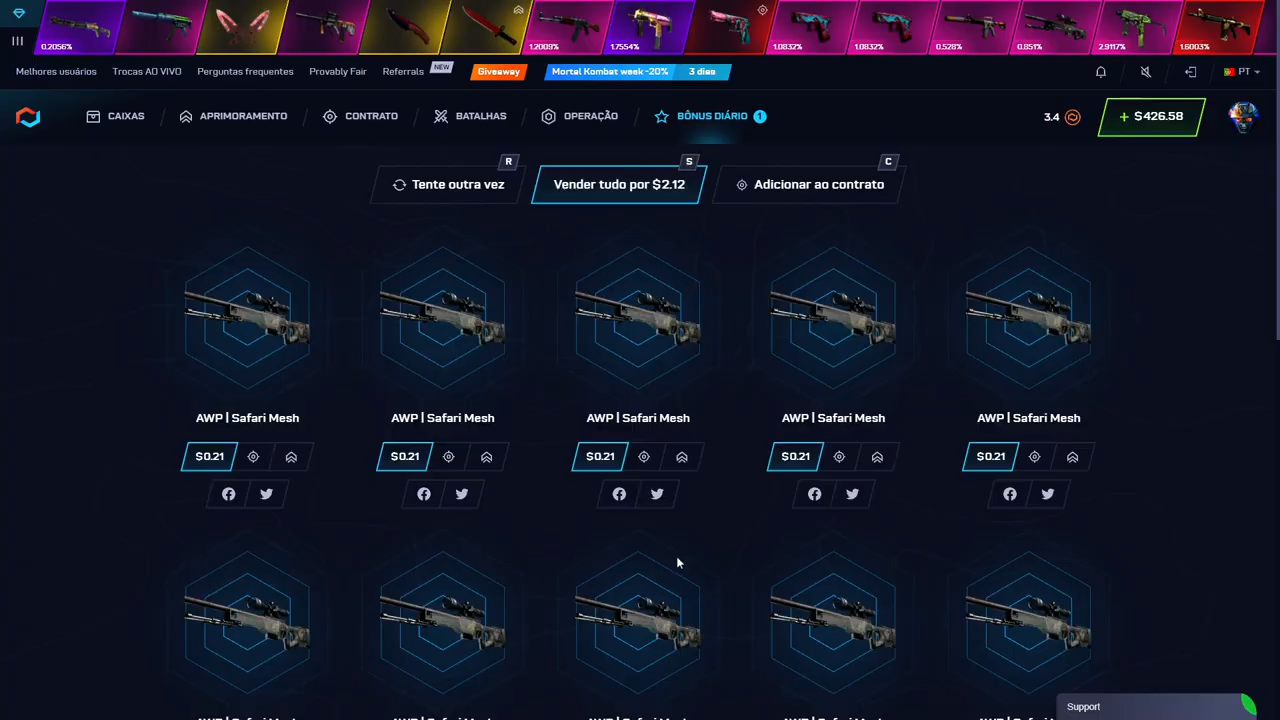 0.2056%
1.2009%
1.7554%
1.0832%
1.0832%
0.528%
0.851%
2.9117%
1.6003%
Melhores usuários
Trocas AO VIVO
Perguntas frequentes
Provably Fair
Referrals
NEW
Giveaway
Mortal Kombat week -20%
3 dias
PT
CAIXAS
APRIMORAMENTO
CONTRATO
BATALHAS
OPERAÇÃO
BÔNUS DIÁRIO
1
3.4
+ $426.58
R
Tente outra vez
S
Vender tudo por $2.12
C
Adicionar ao contrato
AWP | Safari Mesh
AWP | Safari Mesh
AWP | Safari Mesh
AWP | Safari Mesh
AWP | Safari Mesh
$0.21
$0.21
$0.21
$0.21
$0.21
Support